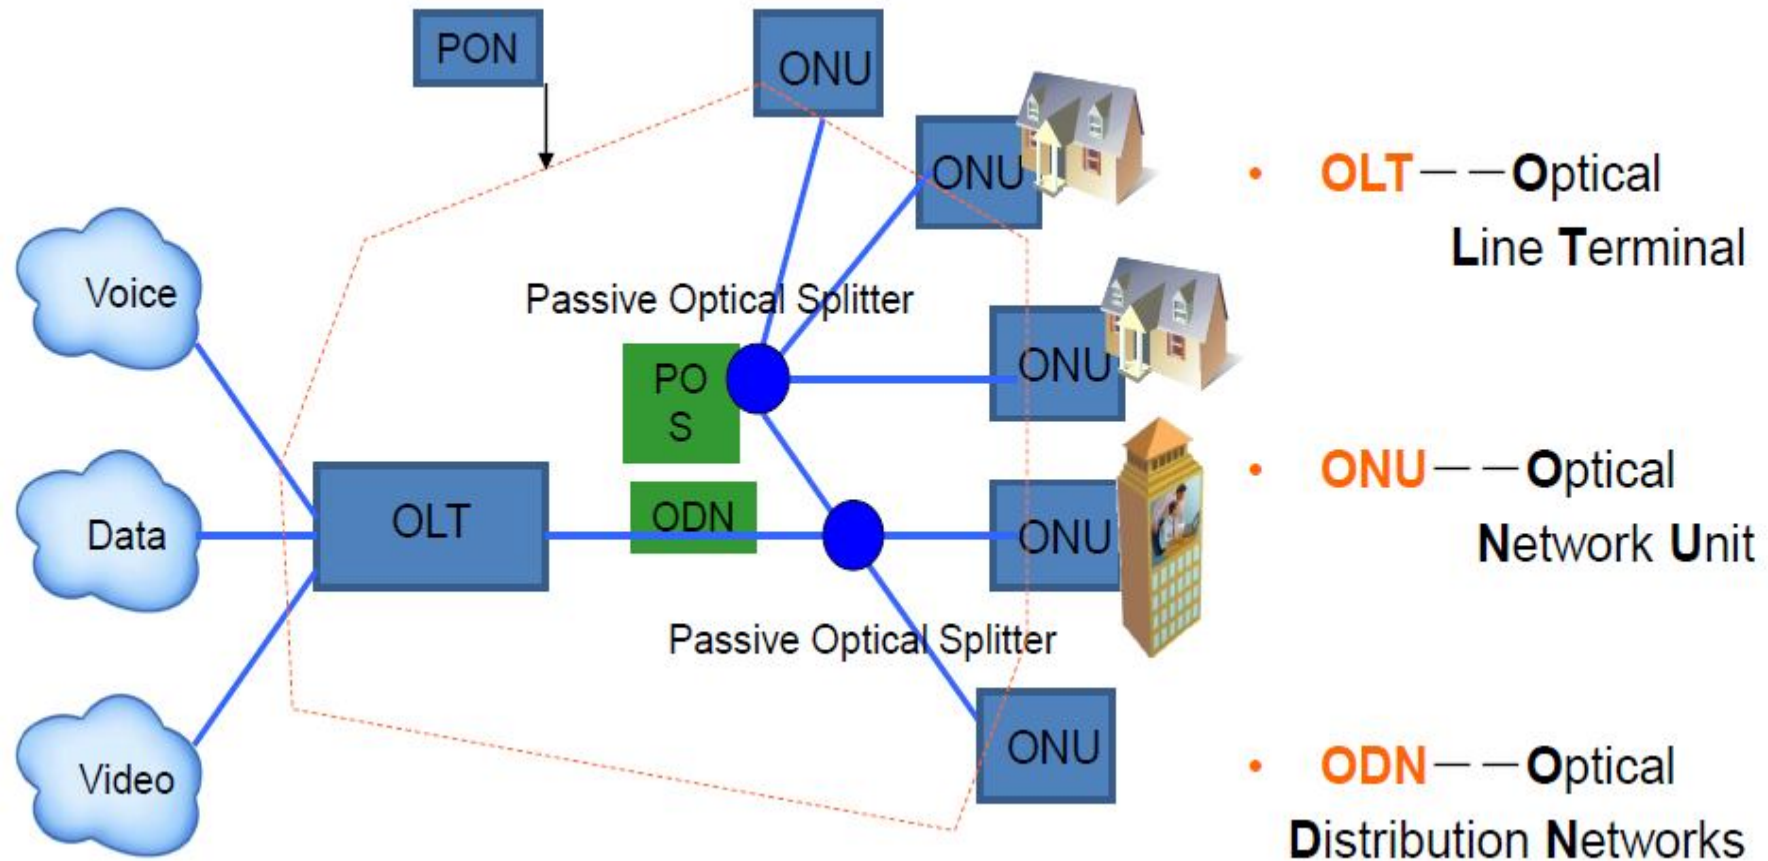 PON
ONU
ONU
Voice
Passive Optical Splitter
PO
S
ONU
Data
OLT
ODN
ONU
Passive Optical Splitter
Video
ONU
• OLT——Optical
Line Terminal
• ONU——Optical
Network Unit
• ODN——Optical
Distribution Networks